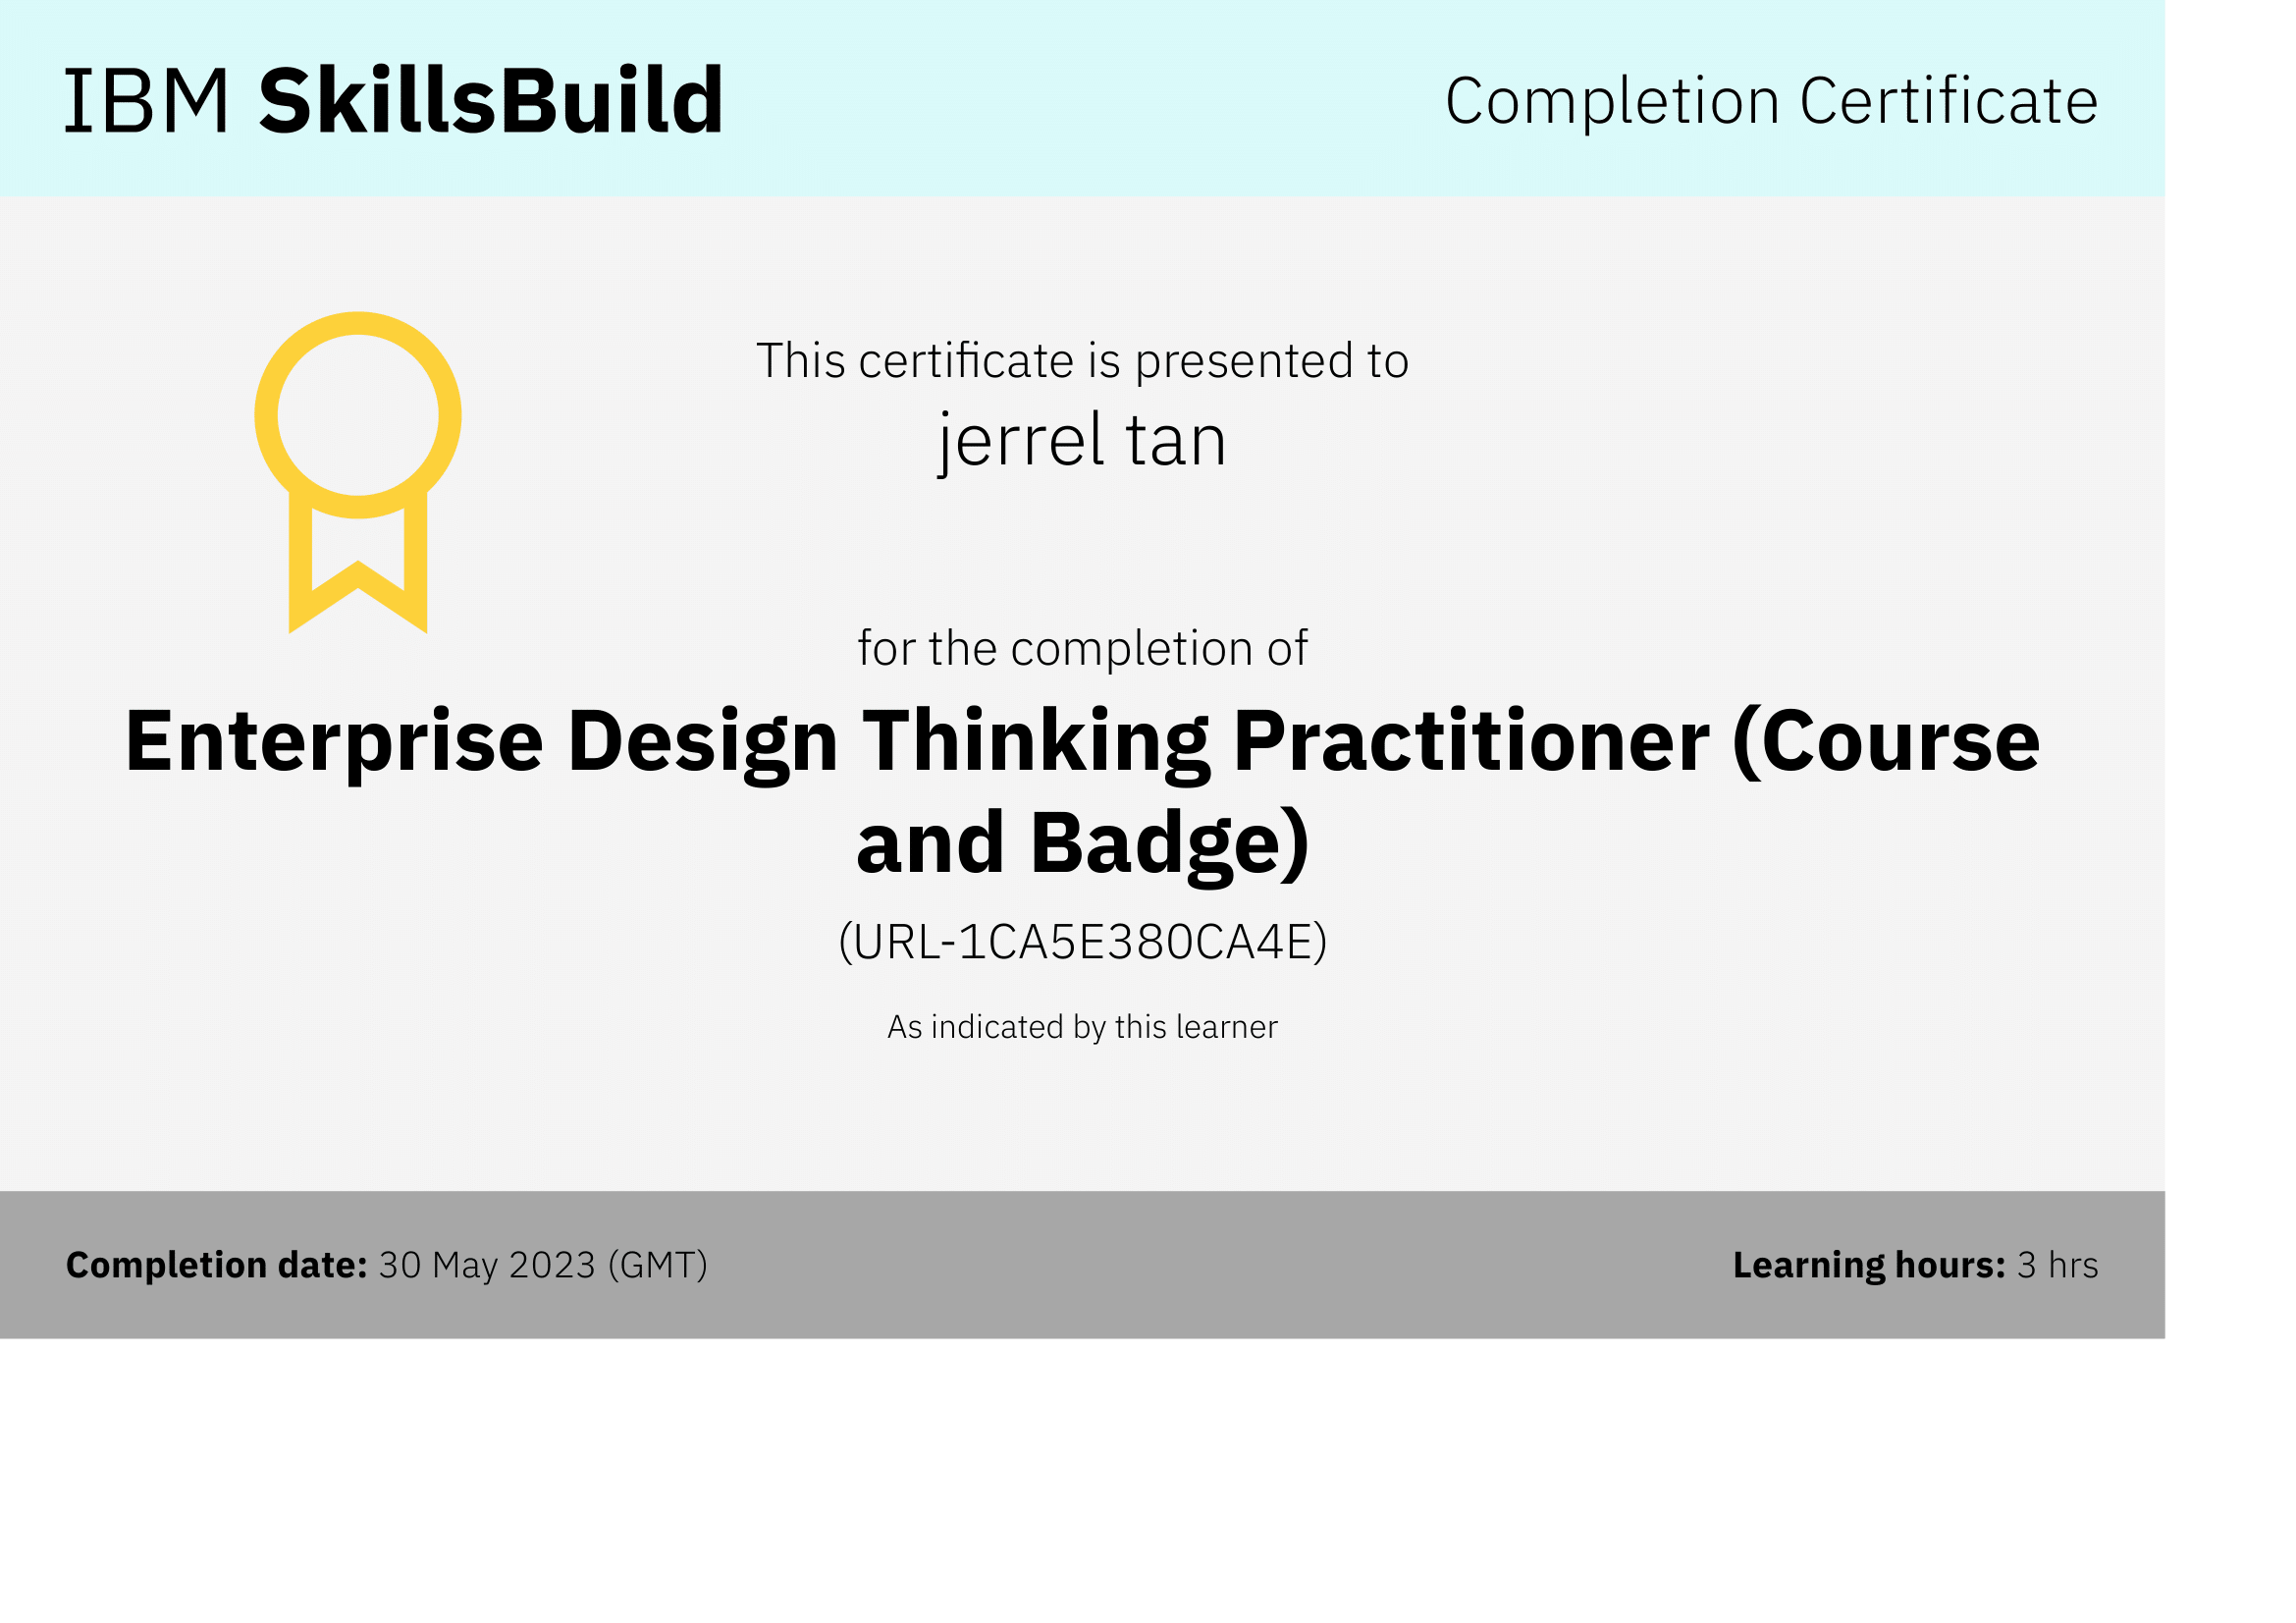 IBM SkillsBuild
Completion Certificate
This certificate is presented to
jerrel tan
for the completion of
Enterprise Design Thinking Practitioner (Course
and Badge)
(URL-1CA5E380CA4E)
As indicated by this learner
Completion date: 30 May 2023 (GMT)
Learning hours: 3 hrs